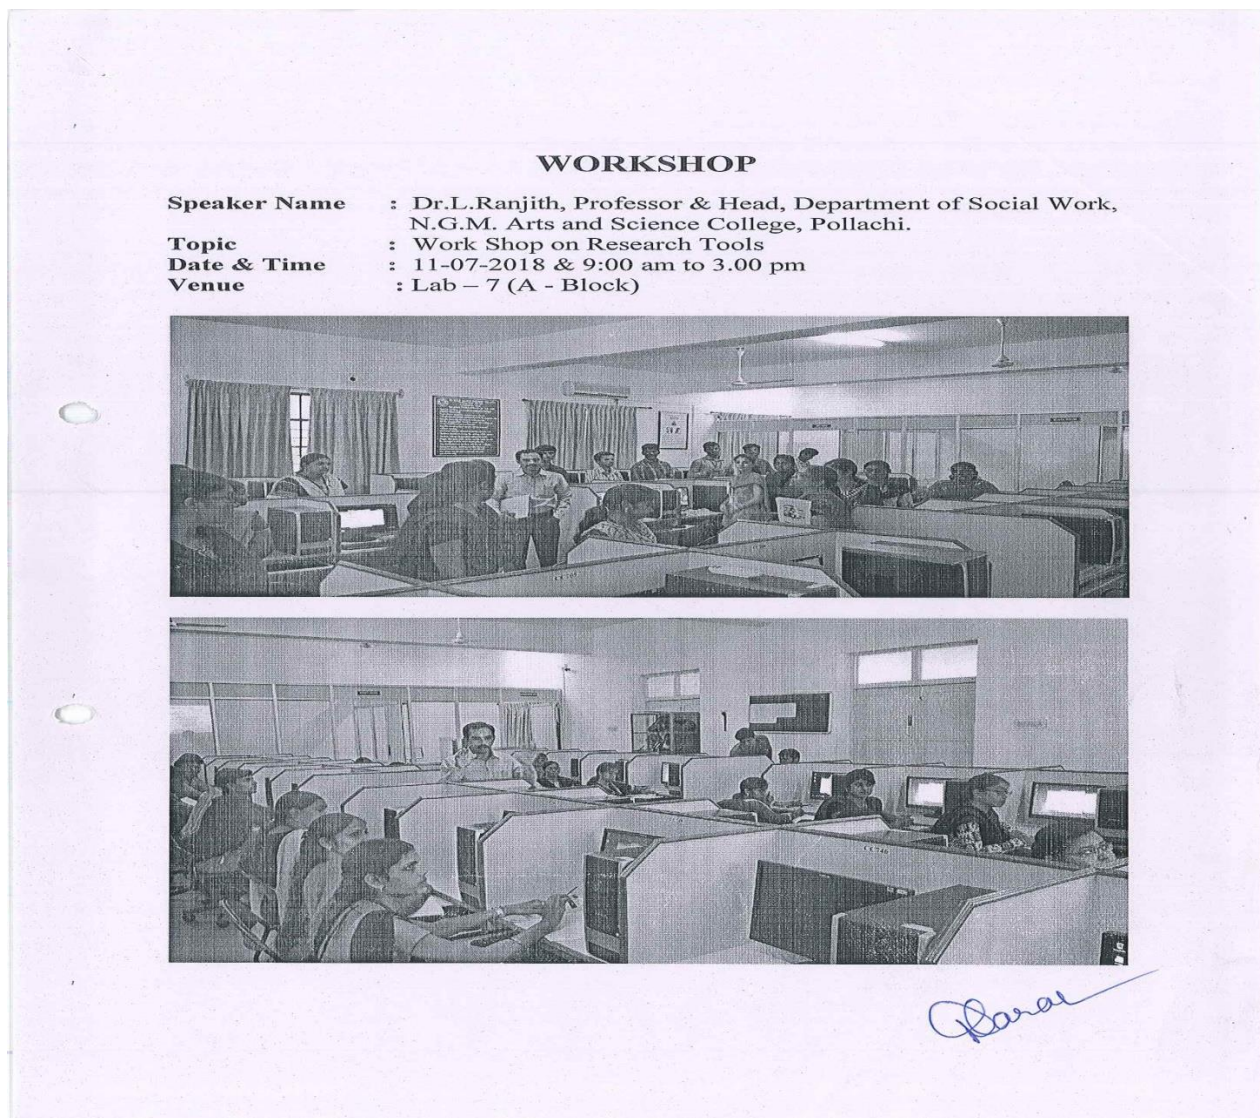 WORKSHOP
Speaker Name : Dr.L.Ranjith, Professor & Head, Department of Social Work,
N.G.M. Arts and Science College, Pollachi.
Topic : Work Shop on Research Tools
Date & Time : 11-07-2018 & 9:00 am to 3.00 pm
Venue : Lab – 7 (A - Block)